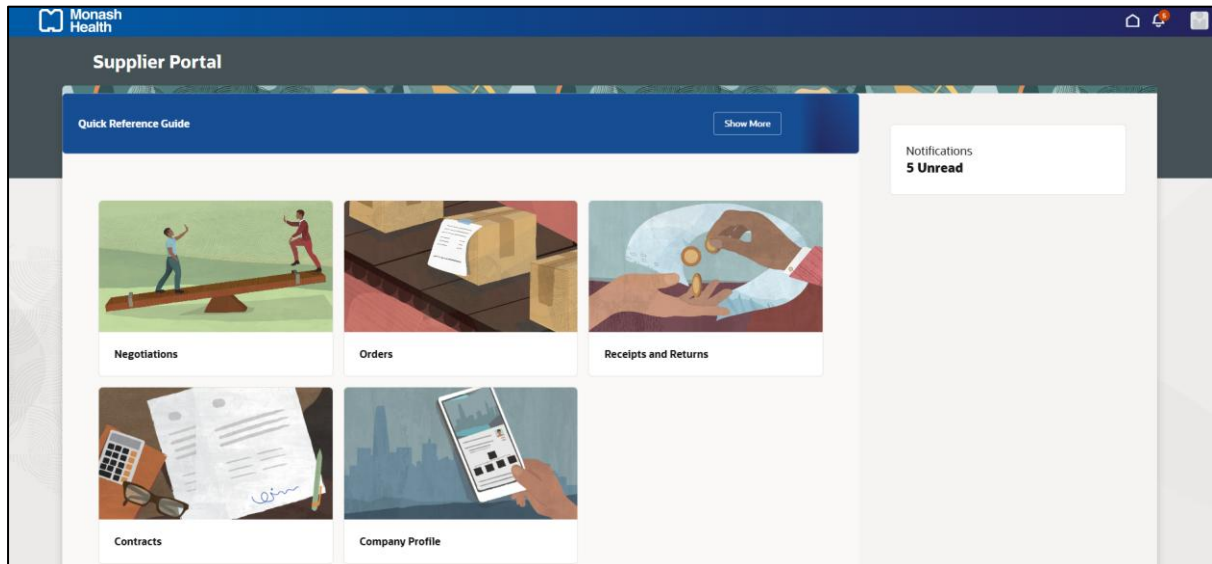 Monash
Health
5
Supplier Portal
Quick Reference Guide
Show More
Notifications
5 Unread
Negotiations
Orders
Receipts and Returns
Contracts
Company Profile